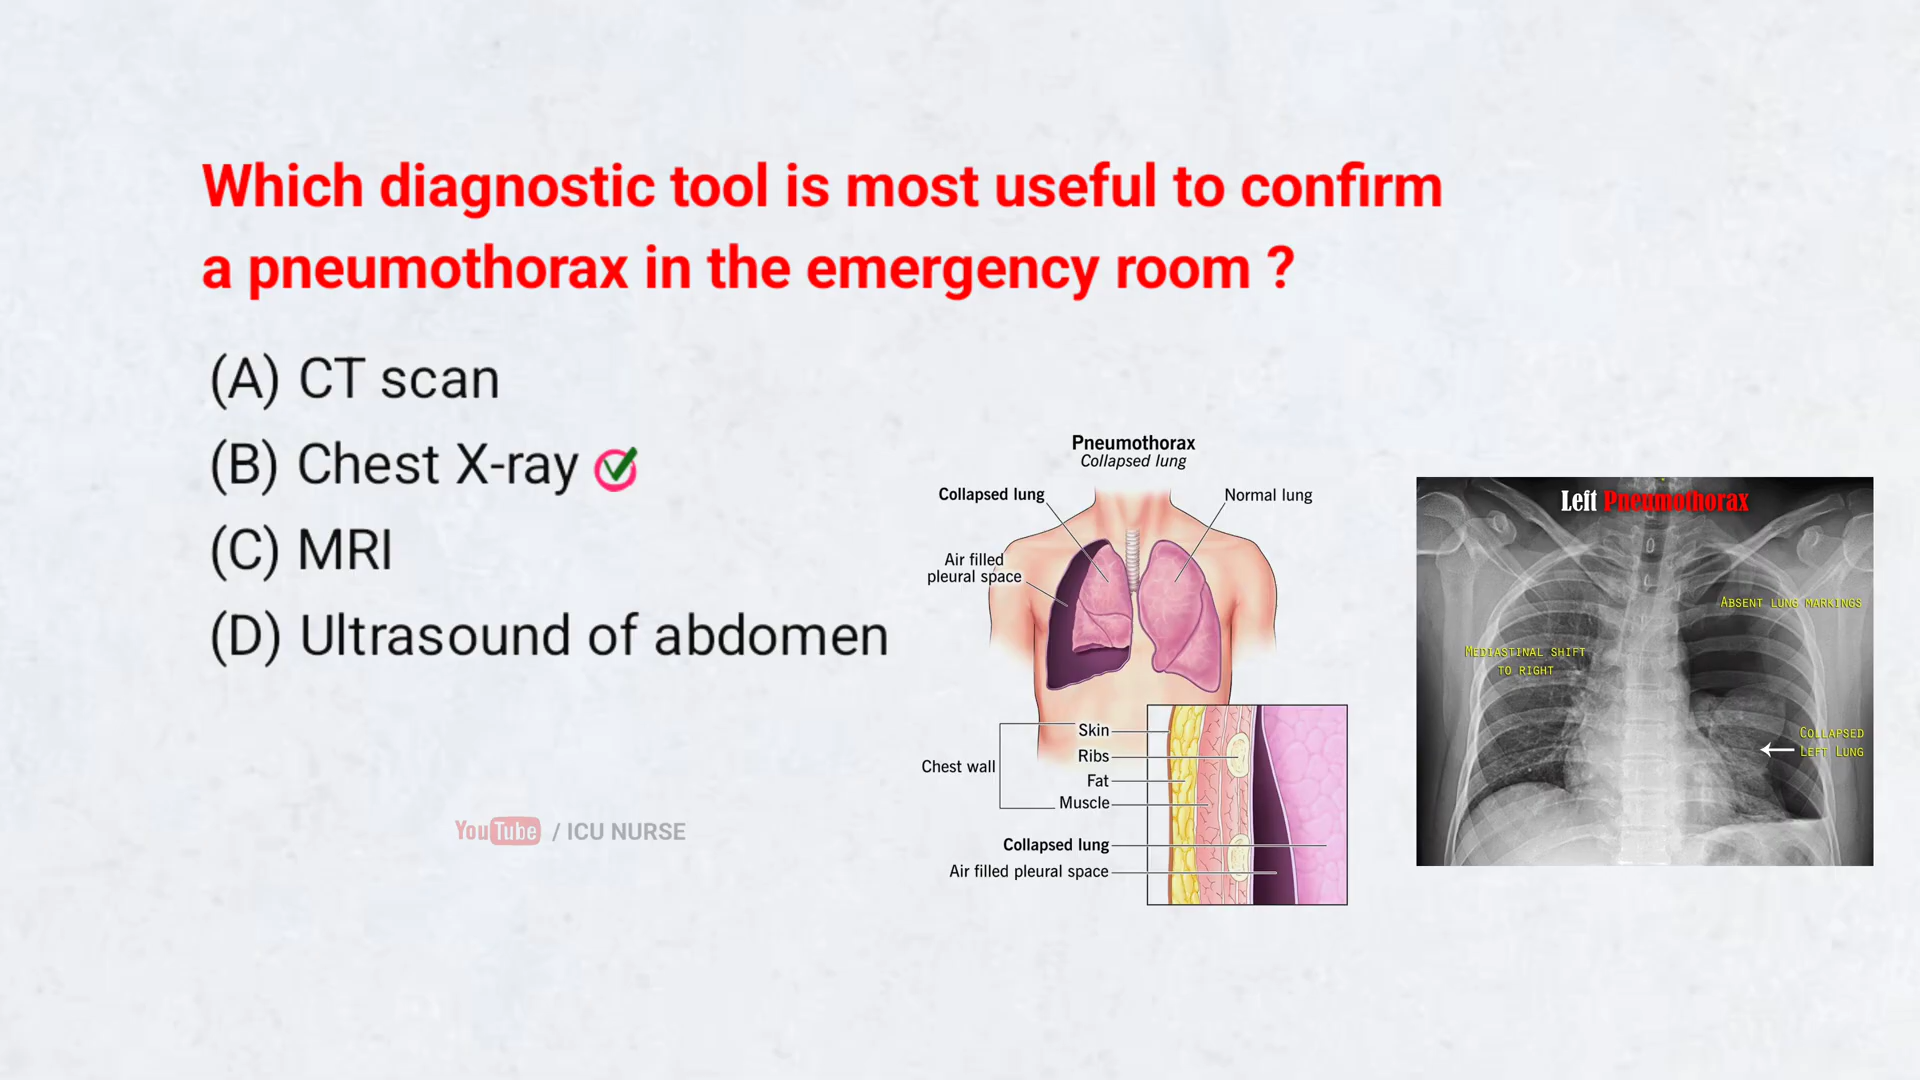 Which diagnostic tool is most useful to confirm
a pneumothorax in the emergency room ?
(A) CT scan
(B) Chest X-ray
(C) MRI
(D) Ultrasound of abdomen
YouTube / ICU NURSE
Pneumothorax
Collapsed lung
Collapsed lung
Normal lung
Air filled
pleural space
Skin
Ribs
Chest wall
Fat
Muscle
Collapsed lung
Air filled pleural space
Left Pneumothorax
ABSENT LUNG MARKINGS
MEDIASTINAL SHIFT
TO RIGHT
COLLAPSED
LEFT LUNG